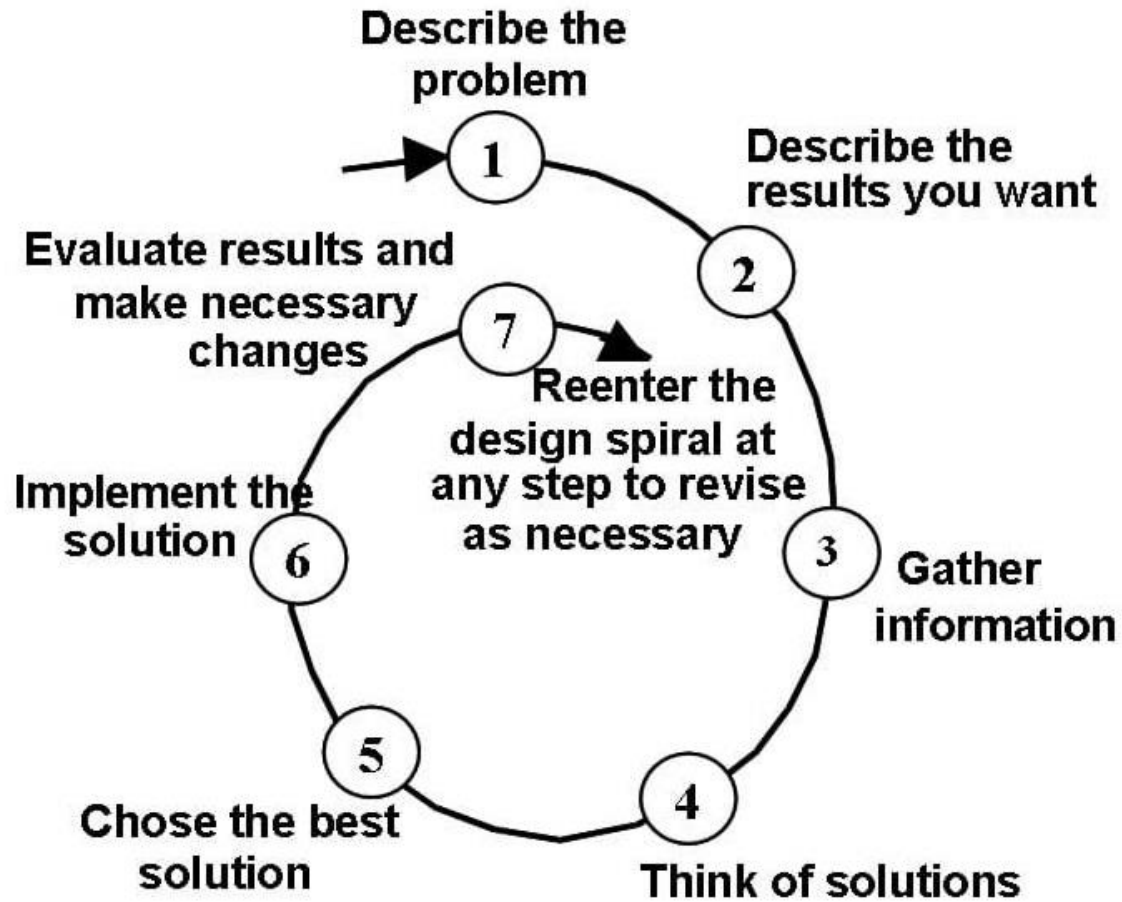 Describe the
problem
1
Describe the
results you want
2
Gather
information
3
Think of solutions
4
Chose the best
solution
5
Implement the
solution
6
Evaluate results and
make necessary
changes
7
Reenter the
design spiral at
any step to revise
as necessary